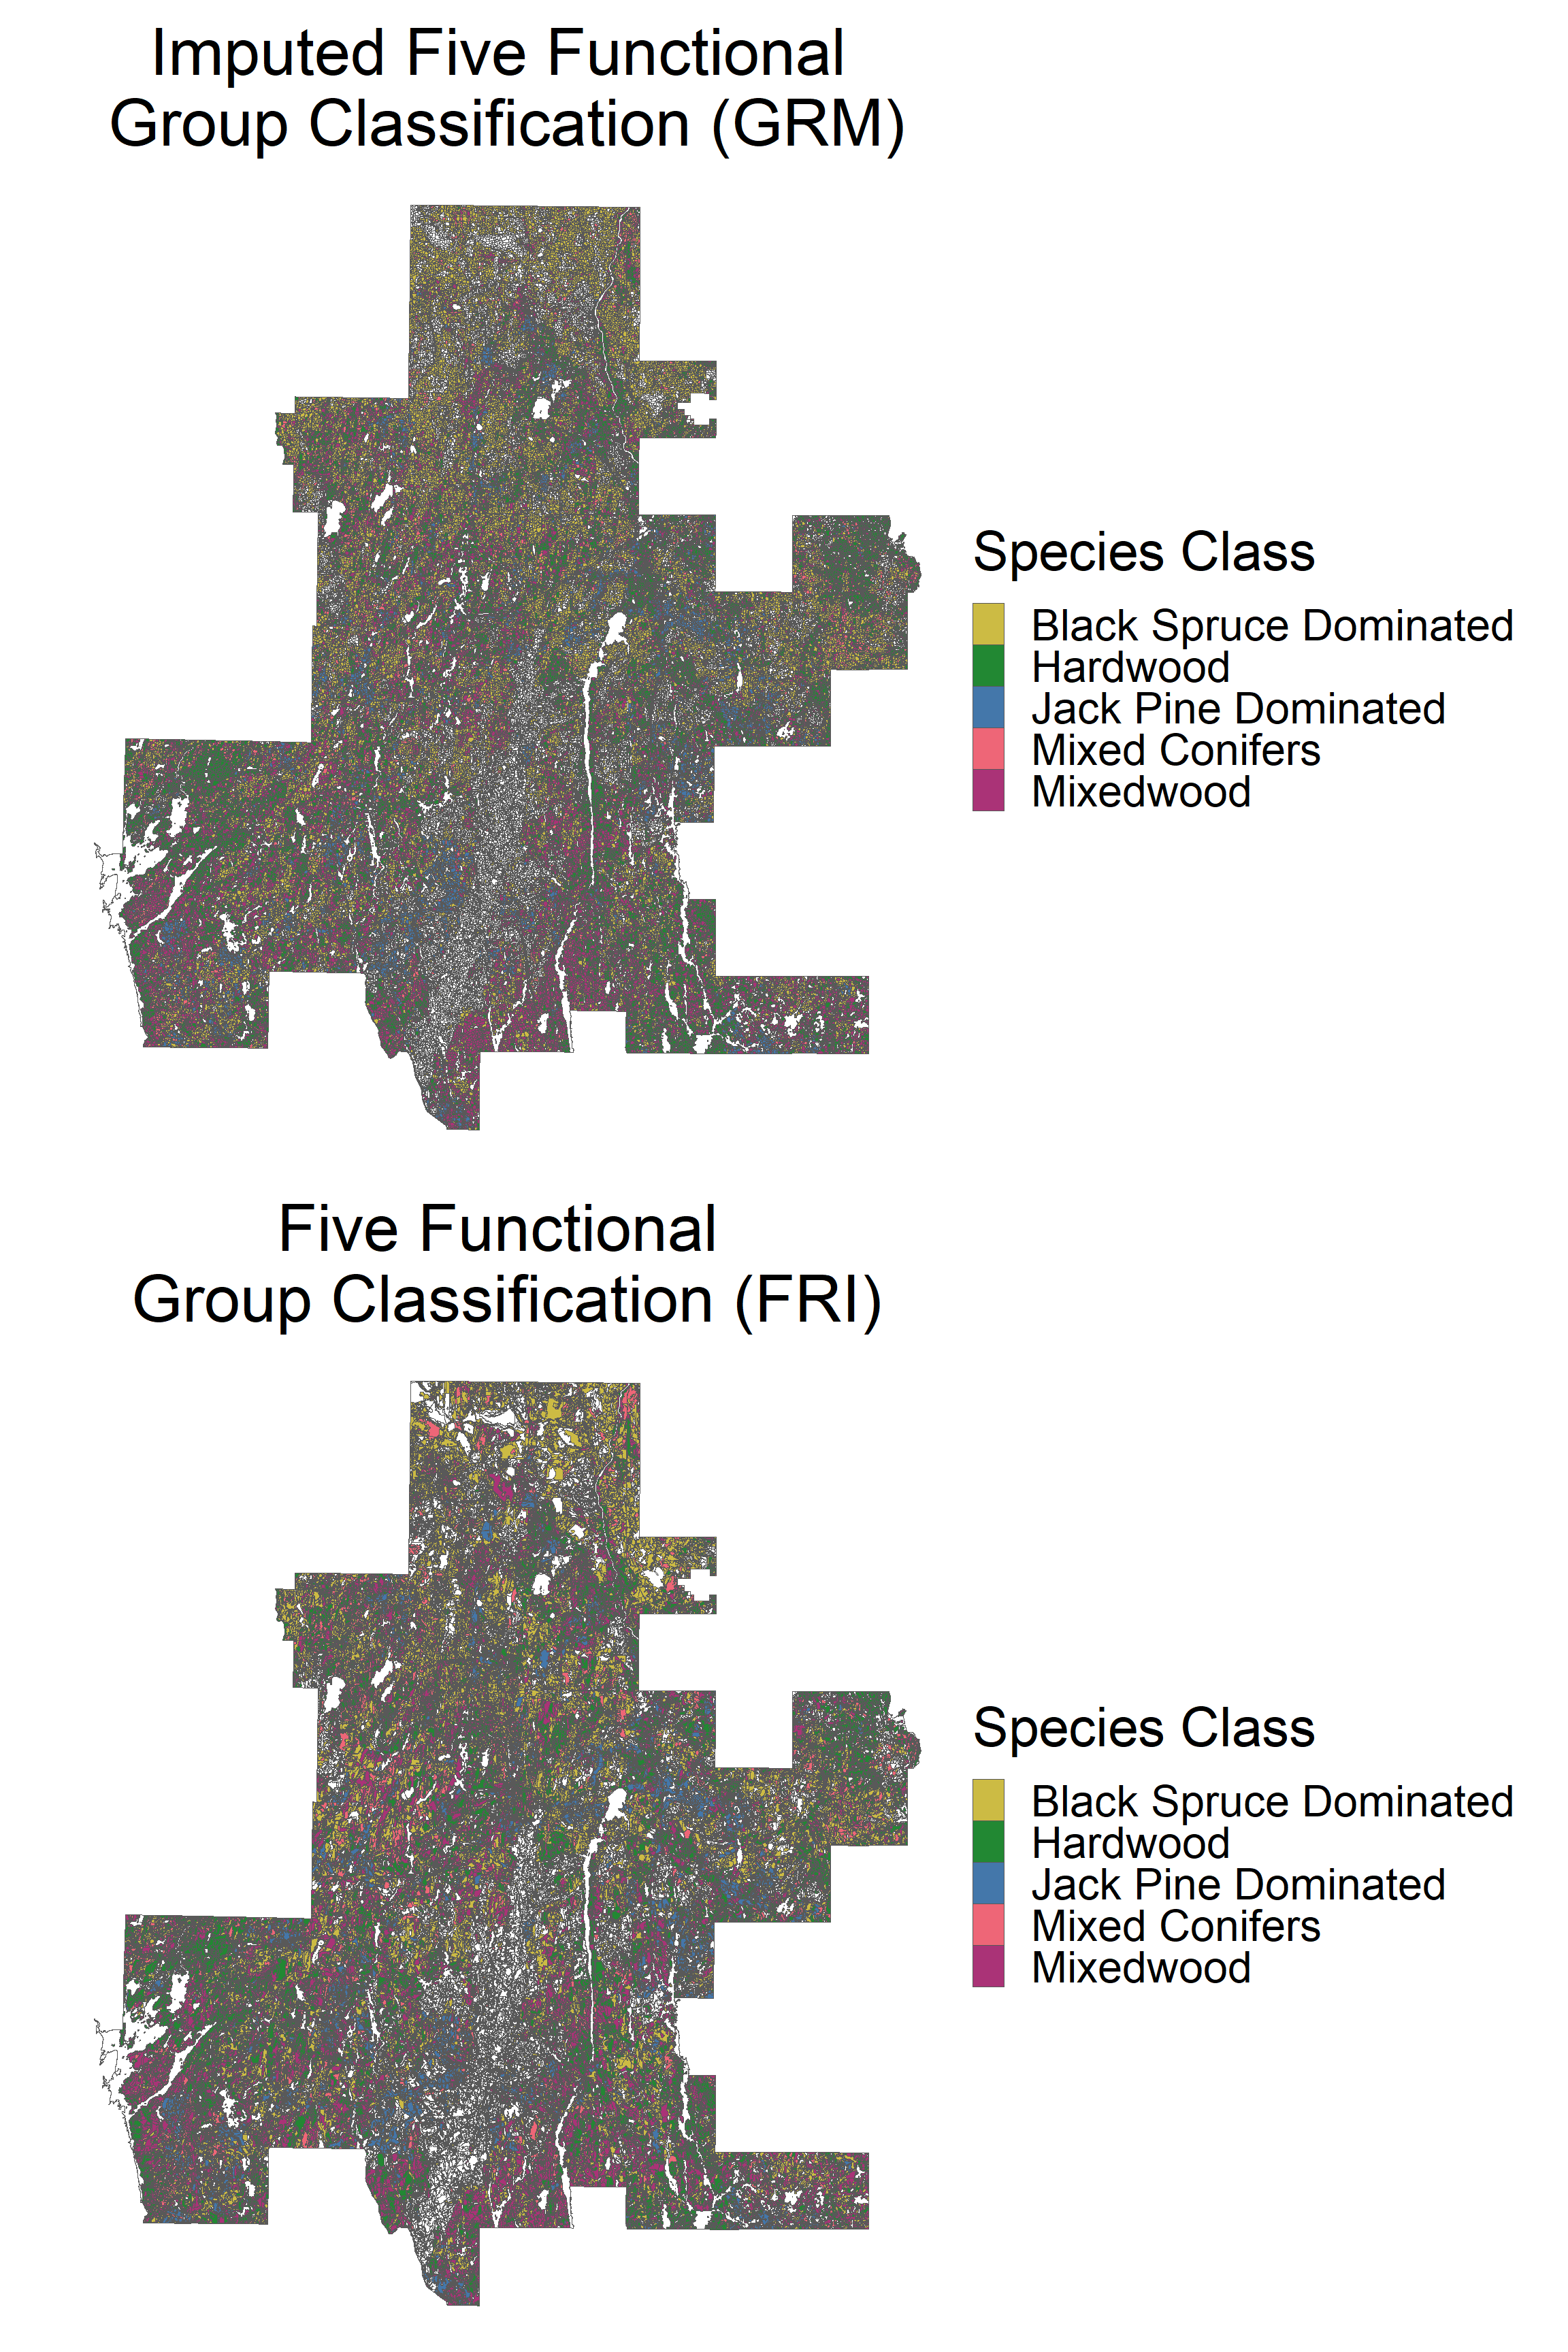 Imputed Five Functional
Group Classification (GRM)
Species Class
Black Spruce Dominated
Hardwood
Jack Pine Dominated
Mixed Conifers
Mixedwood
Five Functional
Group Classification (FRI)
Species Class
Black Spruce Dominated
Hardwood
Jack Pine Dominated
Mixed Conifers
Mixedwood